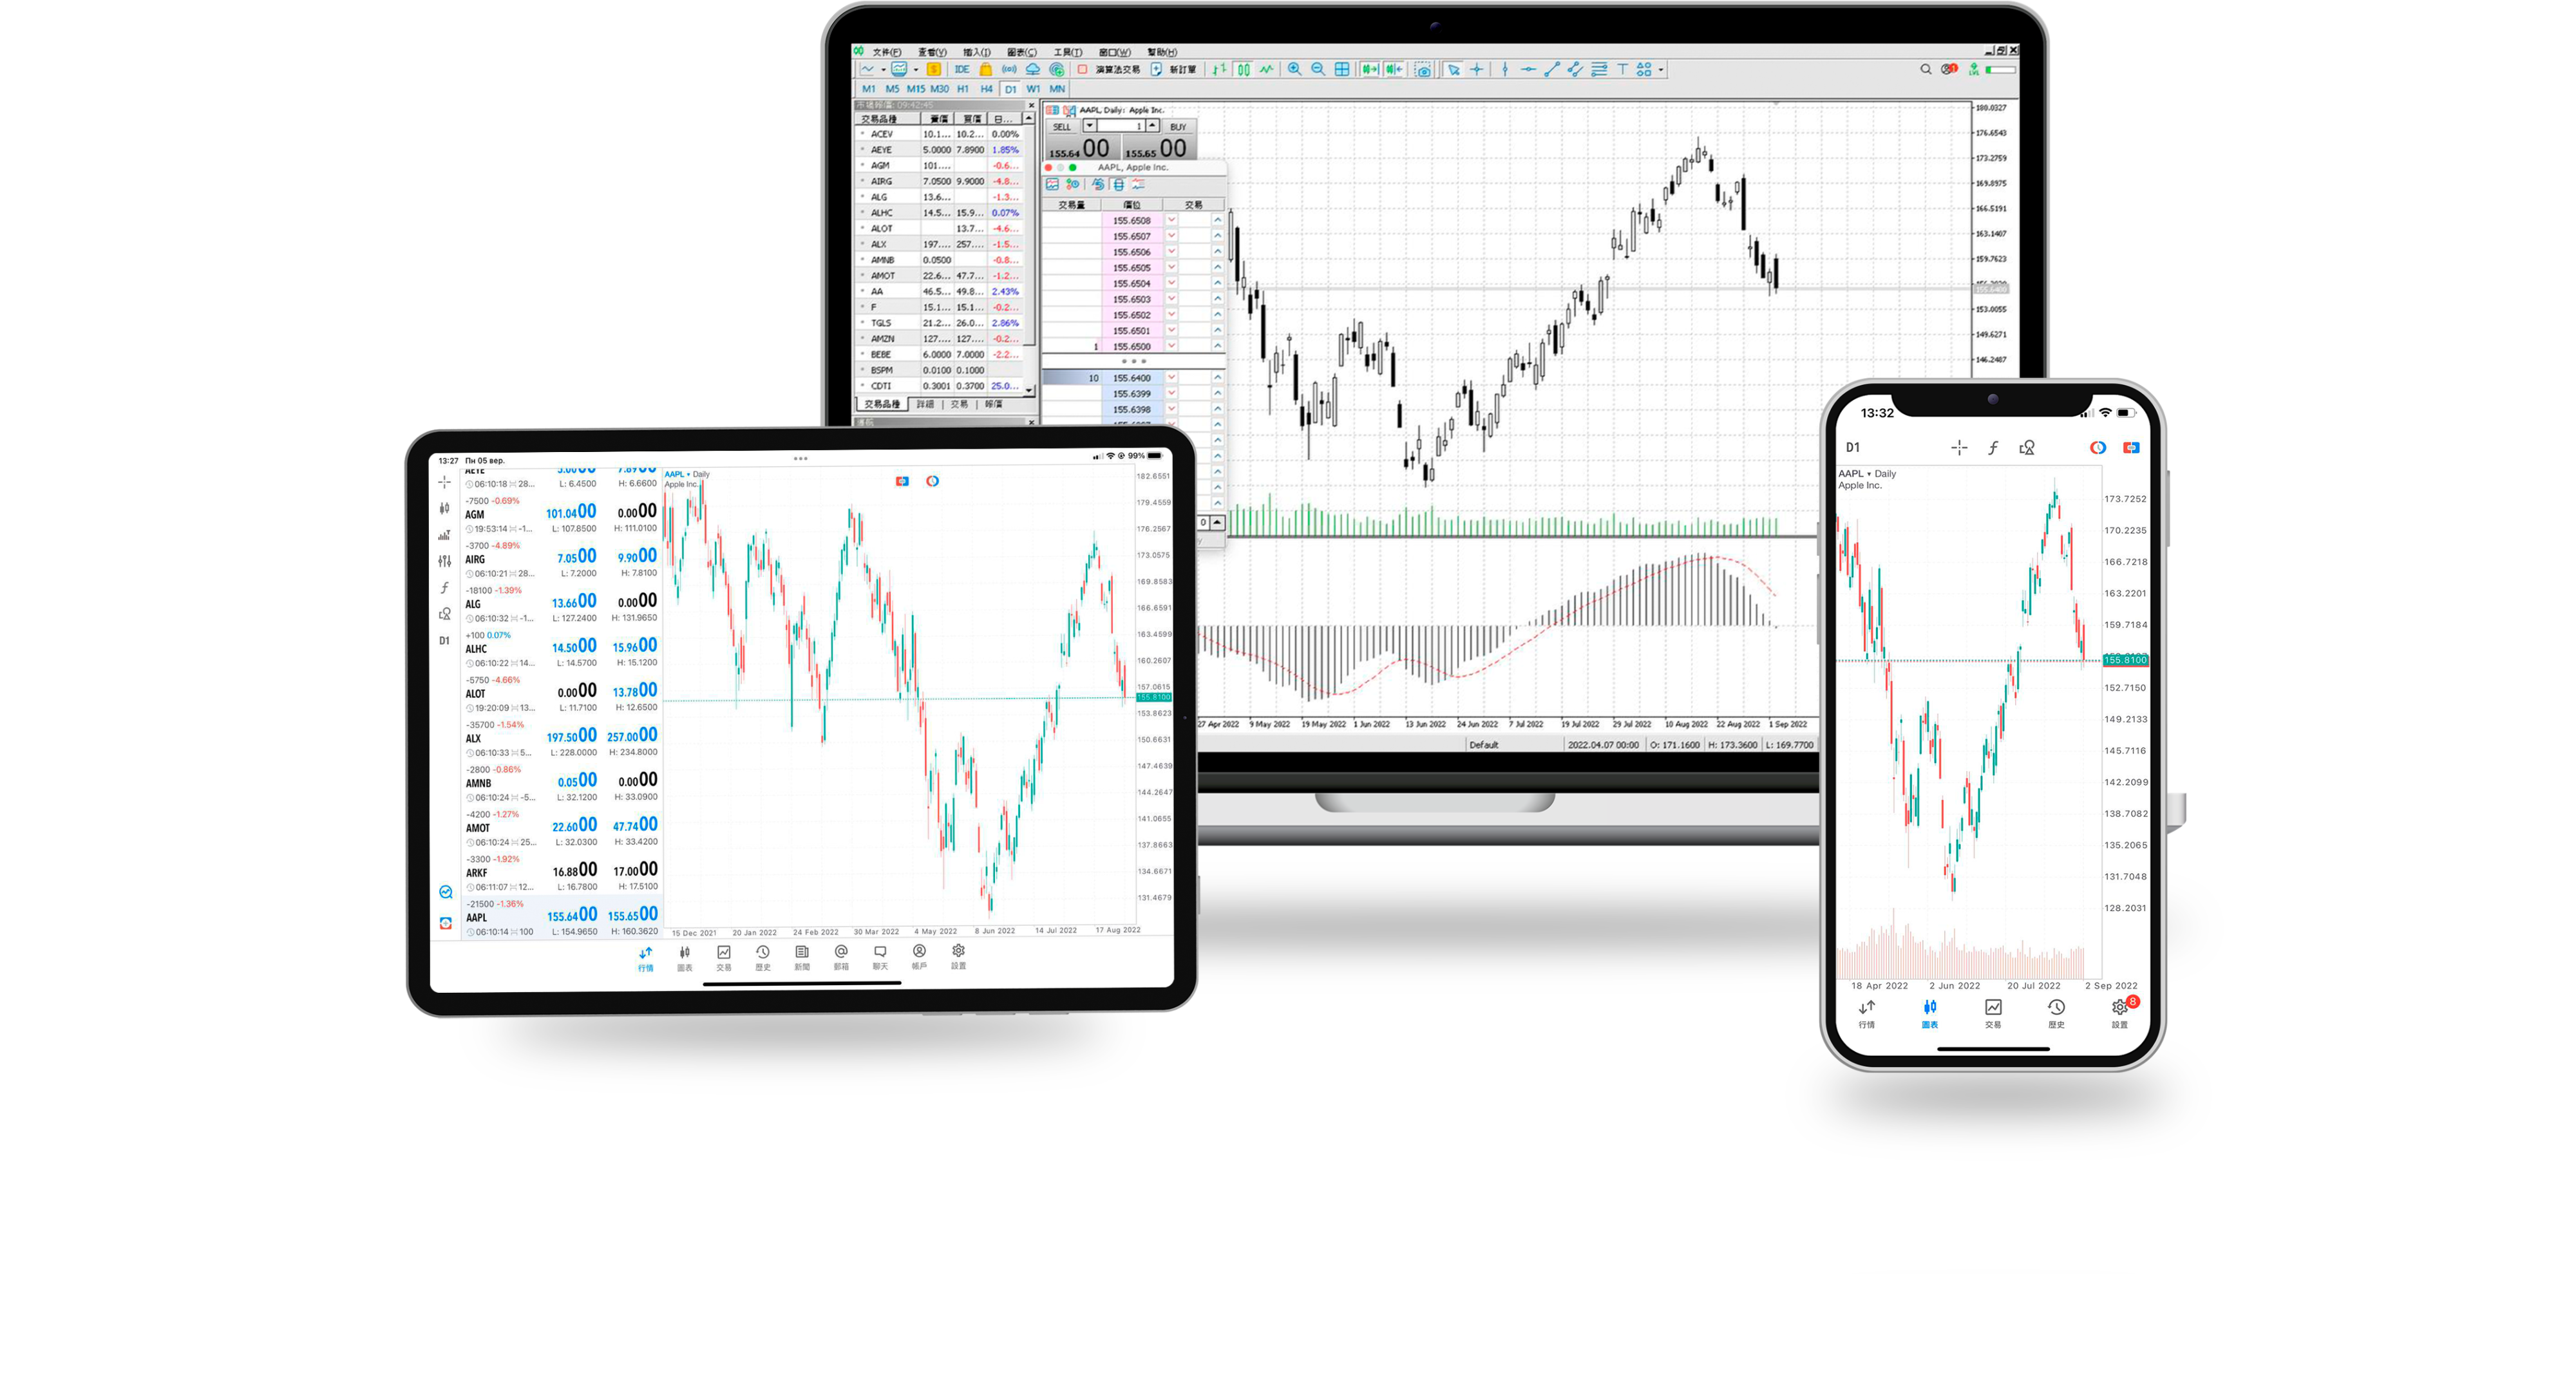 文件(F) 查看(V) 插入(I) 圖表(C) 工具(T) 窗口(W) 幫助(H)
IDE 演算法交易 新訂單
M1 M5 M15 M30 H1 H4 D1 W1 MN
市場報價: 09:42:45
交易品種 賣價 買價 日...
ACEV 10.1... 10.2... 0.00%
AEYE 5.0000 7.8900 1.85%
AGM 101.... -0.6...
AIRG 7.0500 9.9000 -4.8...
ALG 13.6... -1.3...
ALHC 14.5... 15.9... 0.07%
ALOT 13.7... -4.6...
ALX 197.... 257.... -1.5...
AMNB 0.0500 -0.8...
AMOT 22.6... 47.7... -1.2...
AA 46.5... 49.8... 2.43%
F 15.1... 15.1... -0.2...
TGLS 21.2... 26.0... 2.86%
AMZN 127.... 127.... -0.2...
BEBE 6.0000 7.0000 -2.2...
BSPM 0.0100 0.1000
CDTI 0.3001 0.3700 25.0...
交易品種 | 詳細 | 交易 | 報價
AAPL, Daily: Apple Inc.
SELL 1 BUY
155.64 00 155.65 00
AAPL, Apple Inc.
交易量 價位 交易
155.6508
155.6507
155.6506
155.6505
155.6504
155.6503
155.6502
155.6501
1 155.6500
10 155.6400
155.6399
155.6398
0
180.0327
176.6543
173.2759
169.8975
166.5191
163.1407
159.7623
155.6400
153.0055
149.6271
146.2487
27 Apr 2022 9 May 2022 19 May 2022 1 Jun 2022 13 Jun 2022 24 Jun 2022 7 Jul 2022 19 Jul 2022 29 Jul 2022 10 Aug 2022 22 Aug 2022 1 Sep 2022
Default 2022.04.07 00:00 O: 171.1600 H: 173.3600 L: 169.7700
13:27 Пн 05 вер. 99%
AEYE 5.0000 7.8900
06:10:18 28... L: 6.4500 H: 6.6600
-7500 -0.69%
AGM 101.0400 0.0000
19:53:14 -1... L: 107.8500 H: 111.0100
-3700 -4.89%
AIRG 7.0500 9.9000
06:10:21 28... L: 7.2000 H: 7.8100
-18100 -1.39%
ALG 13.6600 0.0000
06:10:32 -1... L: 127.2400 H: 131.9650
+100 0.07%
ALHC 14.5000 15.9600
06:10:22 14... L: 14.5700 H: 15.1200
-5750 -4.66%
ALOT 0.0000 13.7800
19:20:09 13... L: 11.7100 H: 12.6500
-35700 -1.54%
ALX 197.5000 257.0000
06:10:33 5... L: 228.0000 H: 234.8000
-2800 -0.86%
AMNB 0.0500 0.0000
06:10:24 -5... L: 32.1200 H: 33.0900
-4200 -1.27%
AMOT 22.6000 47.7400
06:10:24 25... L: 32.0300 H: 33.4200
-3300 -1.92%
ARKF 16.8800 17.0000
06:11:07 12... L: 16.7800 H: 17.5100
-21500 -1.36%
AAPL 155.6400 155.6500
06:10:14 100 L: 154.9650 H: 160.3620
D1
AAPL ▾ Daily
Apple Inc.
182.6551
179.4559
176.2567
173.0575
169.8583
166.6591
163.4599
160.2607
157.0615
155.8100
153.8623
150.6631
147.4639
144.2647
141.0655
137.8663
134.6671
131.4679
15 Dec 2021 20 Jan 2022 24 Feb 2022 30 Mar 2022 4 May 2022 8 Jun 2022 14 Jul 2022 17 Aug 2022
行情 圖表 交易 歷史 新聞 郵箱 聊天 帳戶 設置
13:32
D1
AAPL ▾ Daily
Apple Inc.
173.7252
170.2235
166.7218
163.2201
159.7184
155.8100
152.7150
149.2133
145.7116
142.2099
138.7082
135.2065
131.7048
128.2031
18 Apr 2022 2 Jun 2022 20 Jul 2022 2 Sep 2022
8
行情 圖表 交易 歷史 設置